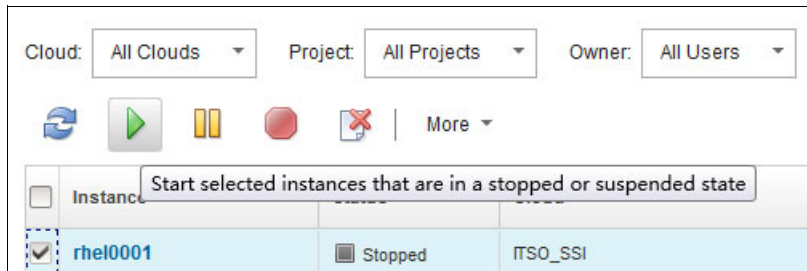 Cloud: All Clouds Project: All Projects Owner: All Users
More
Start selected instances that are in a stopped or suspended state
Instance
rhel0001 Stopped ITSO_SSI